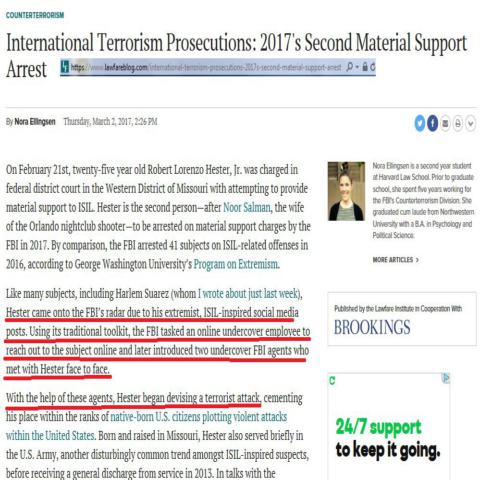 COUNTERTERRORISM
International Terrorism Prosecutions: 2017's Second Material Support
Arrest
https://www.lawfareblog.com/international-terrorism-prosecutions-2017s-second-material-support-arrest
By Nora Ellingsen Thursday, March 2, 2017, 2:26 PM
On February 21st, twenty-five year old Robert Lorenzo Hester, Jr. was charged in
federal district court in the Western District of Missouri with attempting to provide
material support to ISIL. Hester is the second person—after Noor Salman, the wife
of the Orlando nightclub shooter—to be arrested on material support charges by the
FBI in 2017. By comparison, the FBI arrested 41 subjects on ISIL-related offenses in
2016, according to George Washington University's Program on Extremism.
Like many subjects, including Harlem Suarez (whom I wrote about just last week),
Hester came onto the FBI's radar due to his extremist, ISIL-inspired social media
posts. Using its traditional toolkit, the FBI tasked an online undercover employee to
reach out to the subject online and later introduced two undercover FBI agents who
met with Hester face to face.
With the help of these agents, Hester began devising a terrorist attack, cementing
his place within the ranks of native-born U.S. citizens plotting violent attacks
within the United States. Born and raised in Missouri, Hester also served briefly in
the U.S. Army, another disturbingly common trend amongst ISIL-inspired suspects,
before receiving a general discharge from service in 2013. In talks with the
Nora Ellingsen is a second year student
at Harvard Law School. Prior to graduate
school, she spent five years working for
the FBI's Counterterrorism Division. She
graduated cum laude from Northwestern
University with a B.A. in Psychology and
Political Science.
MORE ARTICLES >
Published by the Lawfare Institute in Cooperation With
BROOKINGS
24/7 support
to keep it going.